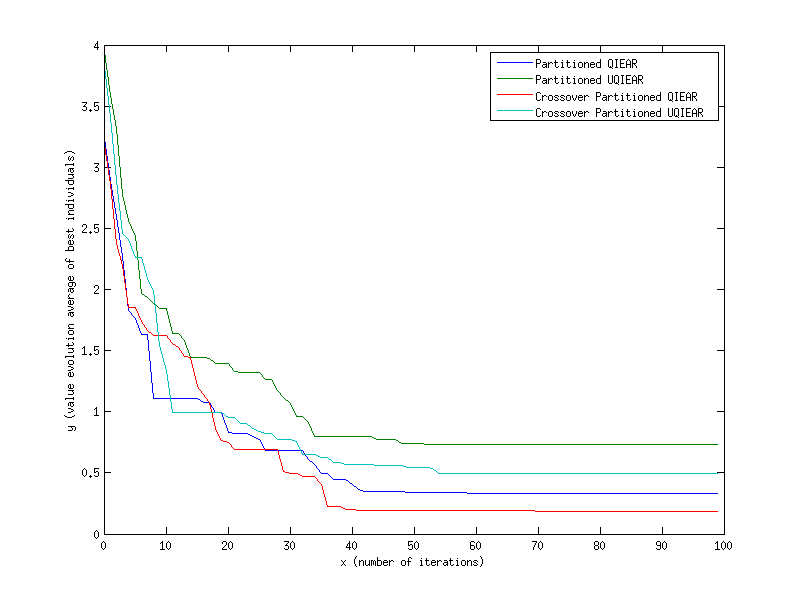 4
3.5
3
2.5
2
1.5
1
0.5
0
y (value evolution average of best individuals)
Partitioned QIEAR
Partitioned UQIEAR
Crossover Partitioned QIEAR
Crossover Partitioned UQIEAR
0 10 20 30 40 50 60 70 80 90 100
x (number of iterations)